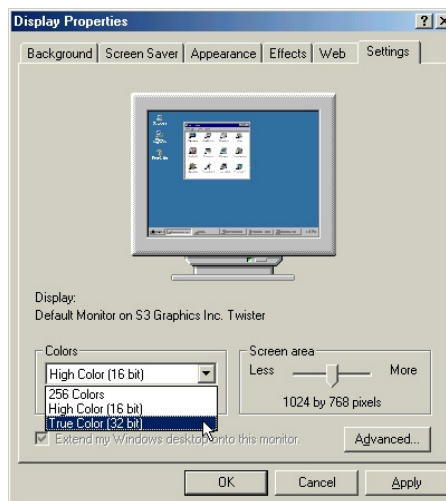 Display Properties
Background Screen Saver Appearance Effects Web Settings
Display:
Default Monitor on S3 Graphics Inc. Twister
Colors
Screen area
High Color (16 bit)
Less More
256 Colors
High Color (16 bit)
1024 by 768 pixels
True Color (32 bit)
Extend my Windows desktop onto this monitor.
Advanced...
OK Cancel Apply